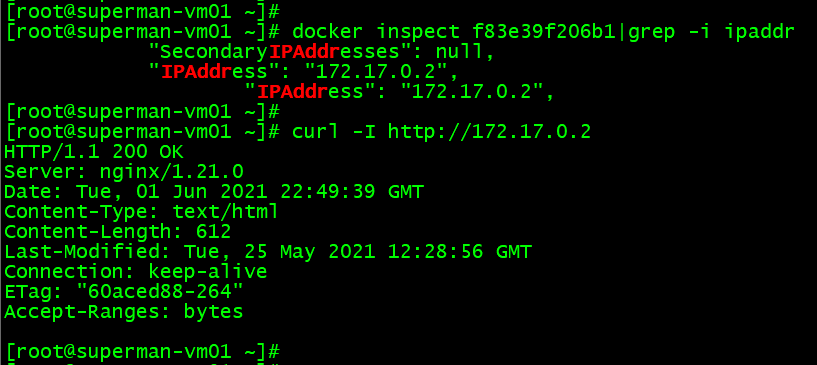 [root@superman-vm01 ~]#
[root@superman-vm01 ~]# docker inspect f83e39f206b1|grep -i ipaddr
            "SecondaryIPAddresses": null,
            "IPAddress": "172.17.0.2",
                    "IPAddress": "172.17.0.2",
[root@superman-vm01 ~]#
[root@superman-vm01 ~]# curl -I http://172.17.0.2
HTTP/1.1 200 OK
Server: nginx/1.21.0
Date: Tue, 01 Jun 2021 22:49:39 GMT
Content-Type: text/html
Content-Length: 612
Last-Modified: Tue, 25 May 2021 12:28:56 GMT
Connection: keep-alive
ETag: "60aced88-264"
Accept-Ranges: bytes

[root@superman-vm01 ~]#